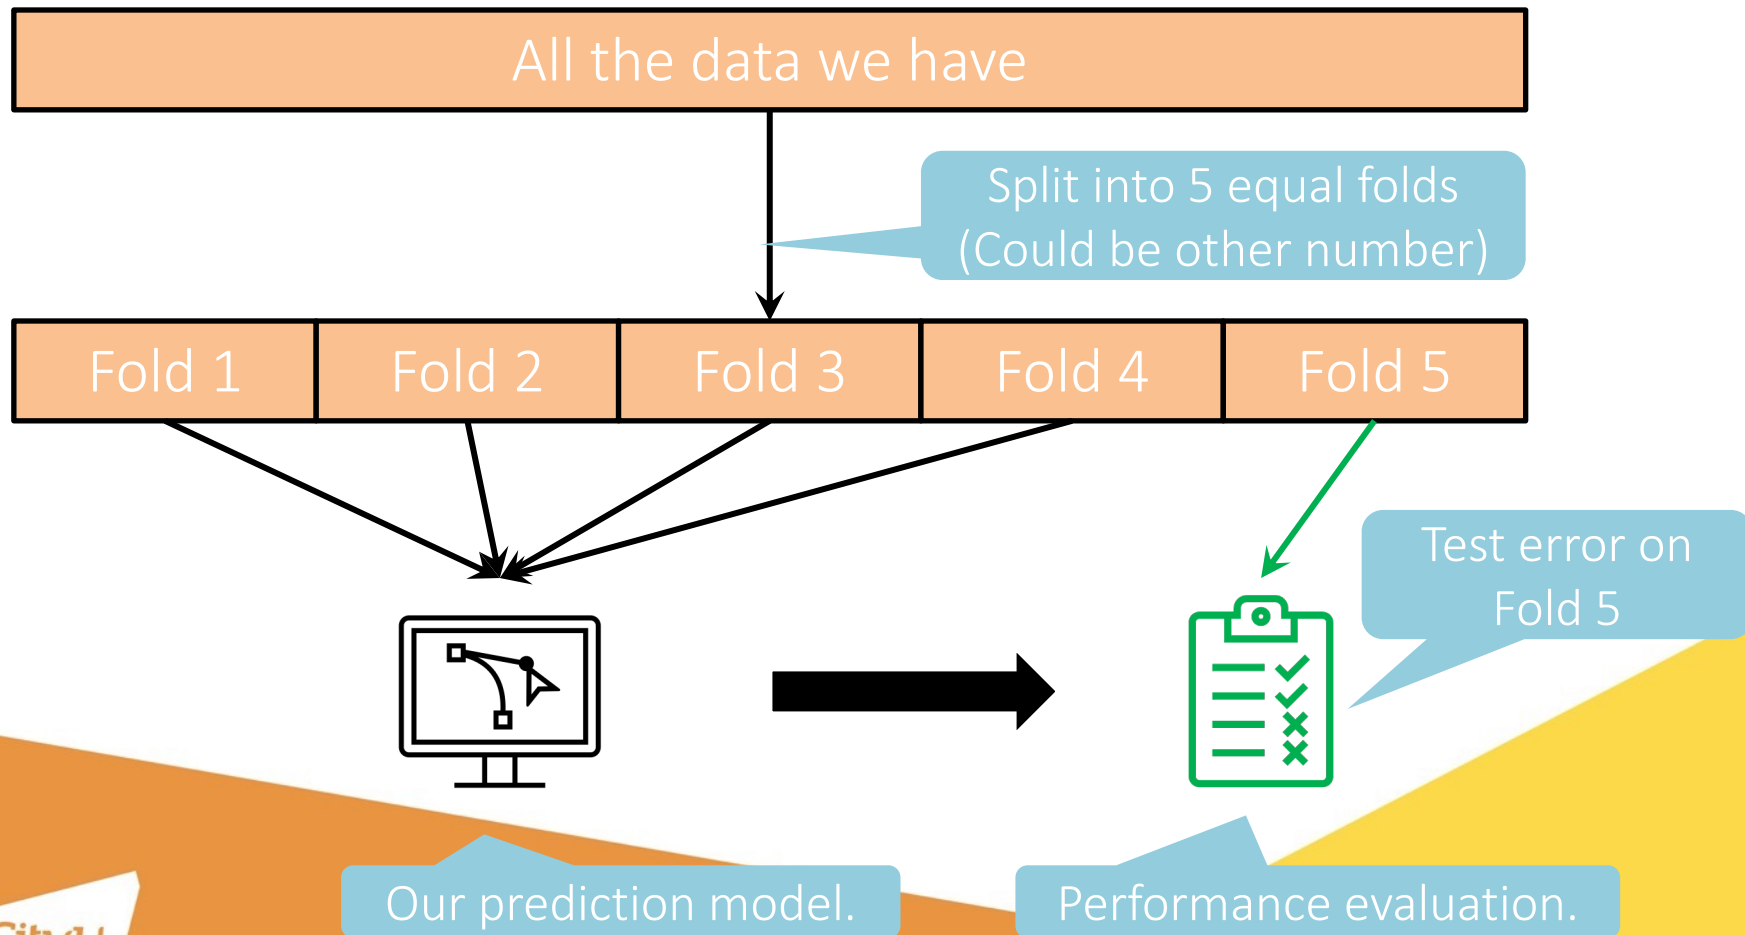 All the data we have
Split into 5 equal folds
(Could be other number)
Fold 1
Fold 2
Fold 3
Fold 4
Fold 5
Test error on
Fold 5
Our prediction model.
Performance evaluation.